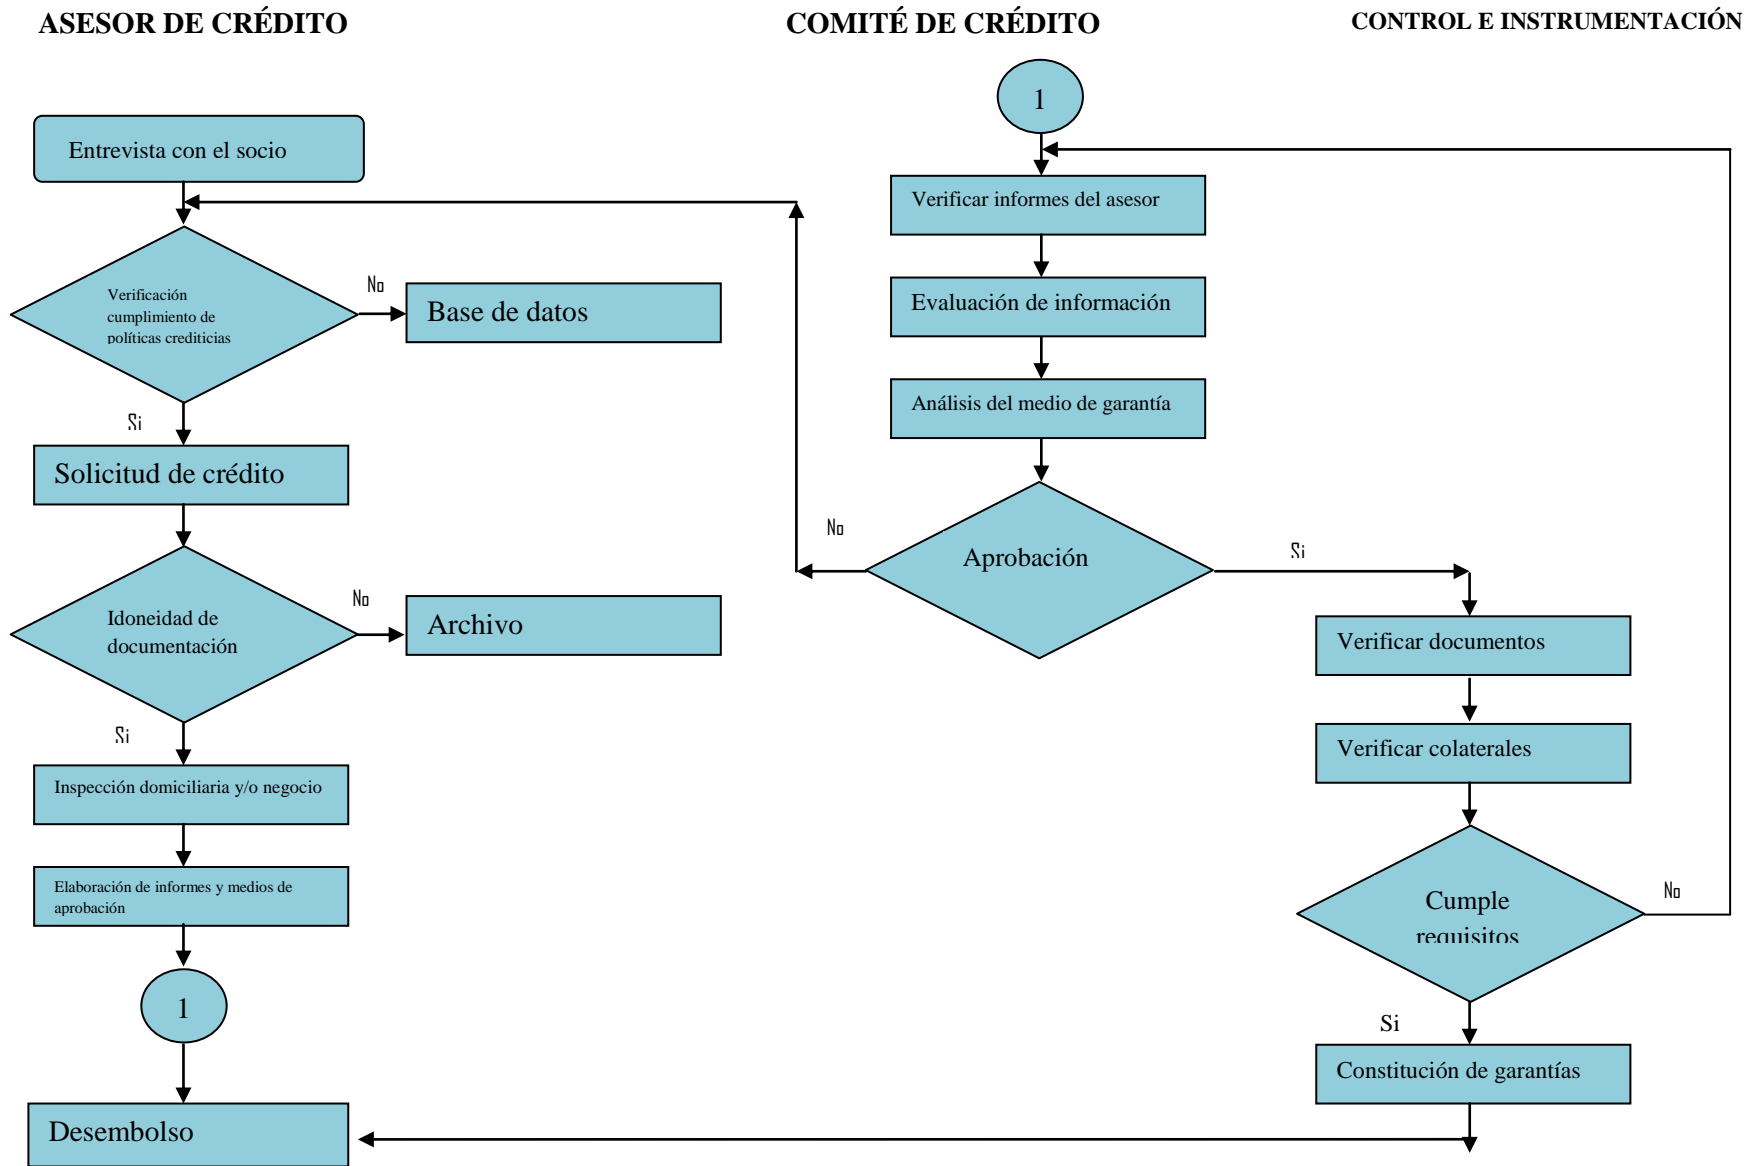 ASESOR DE CRÉDITO
COMITÉ DE CRÉDITO
CONTROL E INSTRUMENTACIÓN
Entrevista con el socio
Verificación
cumplimiento de
políticas crediticias
No
Base de datos
Si
Solicitud de crédito
Idoneidad de
documentación
No
Archivo
Si
Inspección domiciliaria y/o negocio
Elaboración de informes y medios de
aprobación
1
Desembolso
1
Verificar informes del asesor
Evaluación de información
Análisis del medio de garantía
Aprobación
No
Si
Verificar documentos
Verificar colaterales
Cumple
requisitos
No
Si
Constitución de garantías